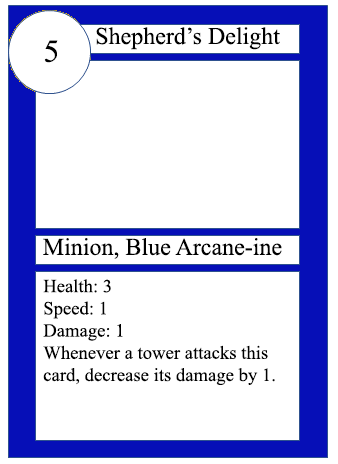 5
Shepherd’s Delight
Minion, Blue Arcane-ine
Health: 3
Speed: 1
Damage: 1
Whenever a tower attacks this
card, decrease its damage by 1.